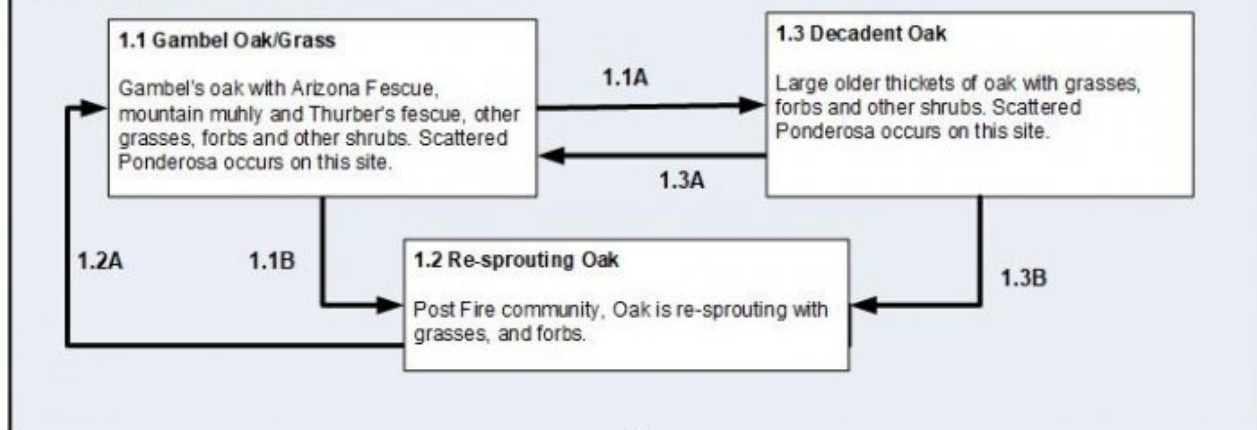 1.1 Gambel Oak/Grass
Gambel's oak with Arizona Fescue,
mountain muhly and Thurber's fescue, other
grasses, forbs and other shrubs. Scattered
Ponderosa occurs on this site.
1.1A
1.3A
1.3 Decadent Oak
Large older thickets of oak with grasses,
forbs and other shrubs. Scattered
Ponderosa occurs on this site.
1.2A
1.1B
1.2 Re-sprouting Oak
Post Fire community, Oak is re-sprouting with
grasses, and forbs.
1.3B